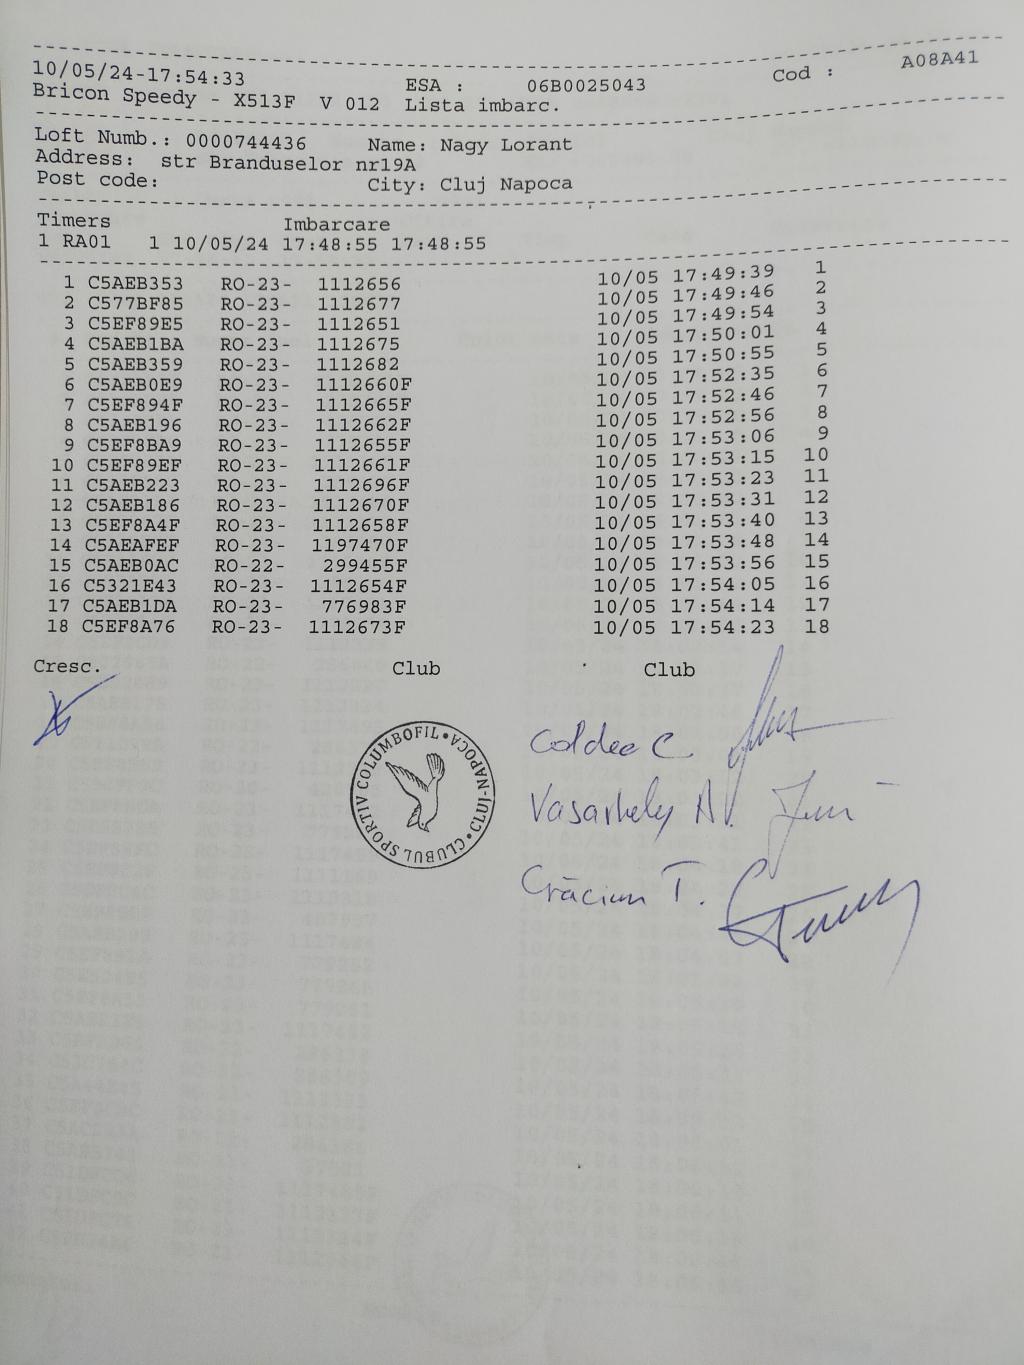 10/05/24-17:54:33 ESA : 06B0025043 Cod : A08A41
Bricon Speedy - X513F V 012 Lista imbarc.
Loft Numb.: 0000744436 Name: Nagy Lorant
Address: str Branduselor nr19A
Post code: City: Cluj Napoca
Timers Imbarcare
1 RA01 1 10/05/24 17:48:55 17:48:55
1 C5AEB353 RO-23- 1112656 10/05 17:49:39 1
2 C577BF85 RO-23- 1112677 10/05 17:49:46 2
3 C5EF89E5 RO-23- 1112651 10/05 17:49:54 3
4 C5AEB1BA RO-23- 1112675 10/05 17:50:01 4
5 C5AEB359 RO-23- 1112682 10/05 17:50:55 5
6 C5AEB0E9 RO-23- 1112660F 10/05 17:52:35 6
7 C5EF894F RO-23- 1112665F 10/05 17:52:46 7
8 C5AEB196 RO-23- 1112662F 10/05 17:52:56 8
9 C5EF8BA9 RO-23- 1112655F 10/05 17:53:06 9
10 C5EF89EF RO-23- 1112661F 10/05 17:53:15 10
11 C5AEB223 RO-23- 1112696F 10/05 17:53:23 11
12 C5AEB186 RO-23- 1112670F 10/05 17:53:31 12
13 C5EF8A4F RO-23- 1112658F 10/05 17:53:40 13
14 C5AEAFEF RO-23- 1197470F 10/05 17:53:48 14
15 C5AEB0AC RO-22- 299455F 10/05 17:53:56 15
16 C5321E43 RO-23- 1112654F 10/05 17:54:05 16
17 C5AEB1DA RO-23- 776983F 10/05 17:54:14 17
18 C5EF8A76 RO-23- 1112673F 10/05 17:54:23 18
Cresc. Club Club
CLUBUL SPORTIV COLUMBOFIL • CLUJ-NAPOCA •
Coldea C
Vasarhely A.
Crăciun T.